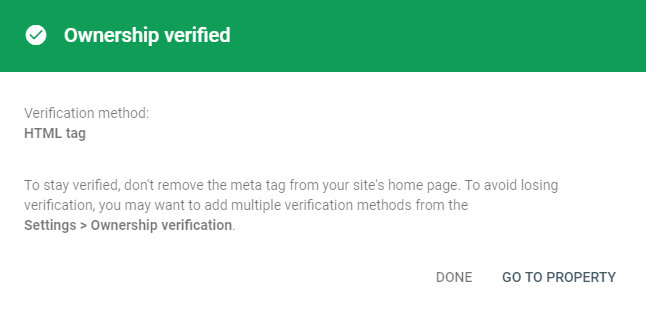 Ownership verified
Verification method:
HTML tag
To stay verified, don't remove the meta tag from your site's home page. To avoid losing
verification, you may want to add multiple verification methods from the
Settings > Ownership verification.
DONE GO TO PROPERTY